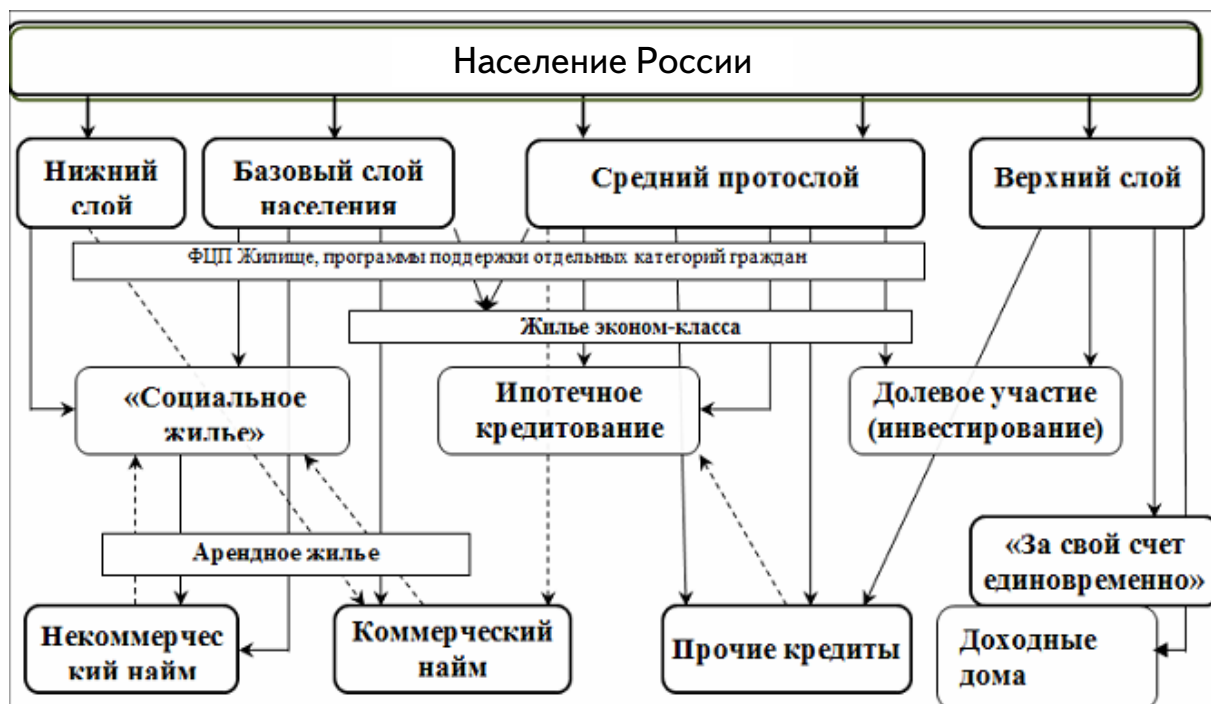 Население России
Нижний
слой
Базовый слой
населения
Средний протослой
Верхний слой
ФЦП Жилище, программы поддержки отдельных категорий граждан
Жилье эконом-класса
«Социальное
жилье»
Ипотечное
кредитование
Долевое участие
(инвестирование)
Арендное жилье
«За свой счет
единовременно»
Некоммерчес
кий найм
Коммерческий
найм
Прочие кредиты
Доходные
дома